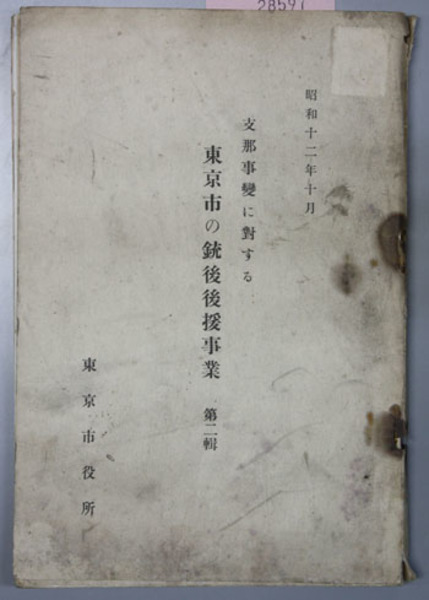 28591
昭和十二年十月
支那事變に對する
東京市の銃後後援事業 第二輯
東京市役所